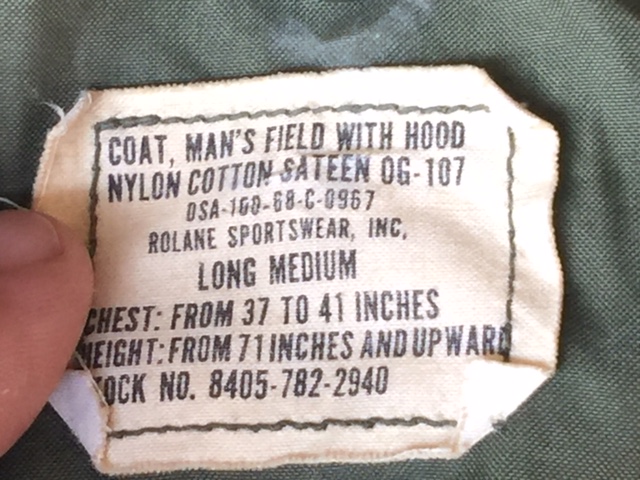 COAT, MAN'S FIELD WITH HOOD
NYLON COTTON SATEEN OG-107
DSA-100-68-C-0967
ROLANE SPORTSWEAR, INC.
LONG MEDIUM
CHEST: FROM 37 TO 41 INCHES
HEIGHT: FROM 71 INCHES AND UPWARD
TOCK NO. 8405-782-2940